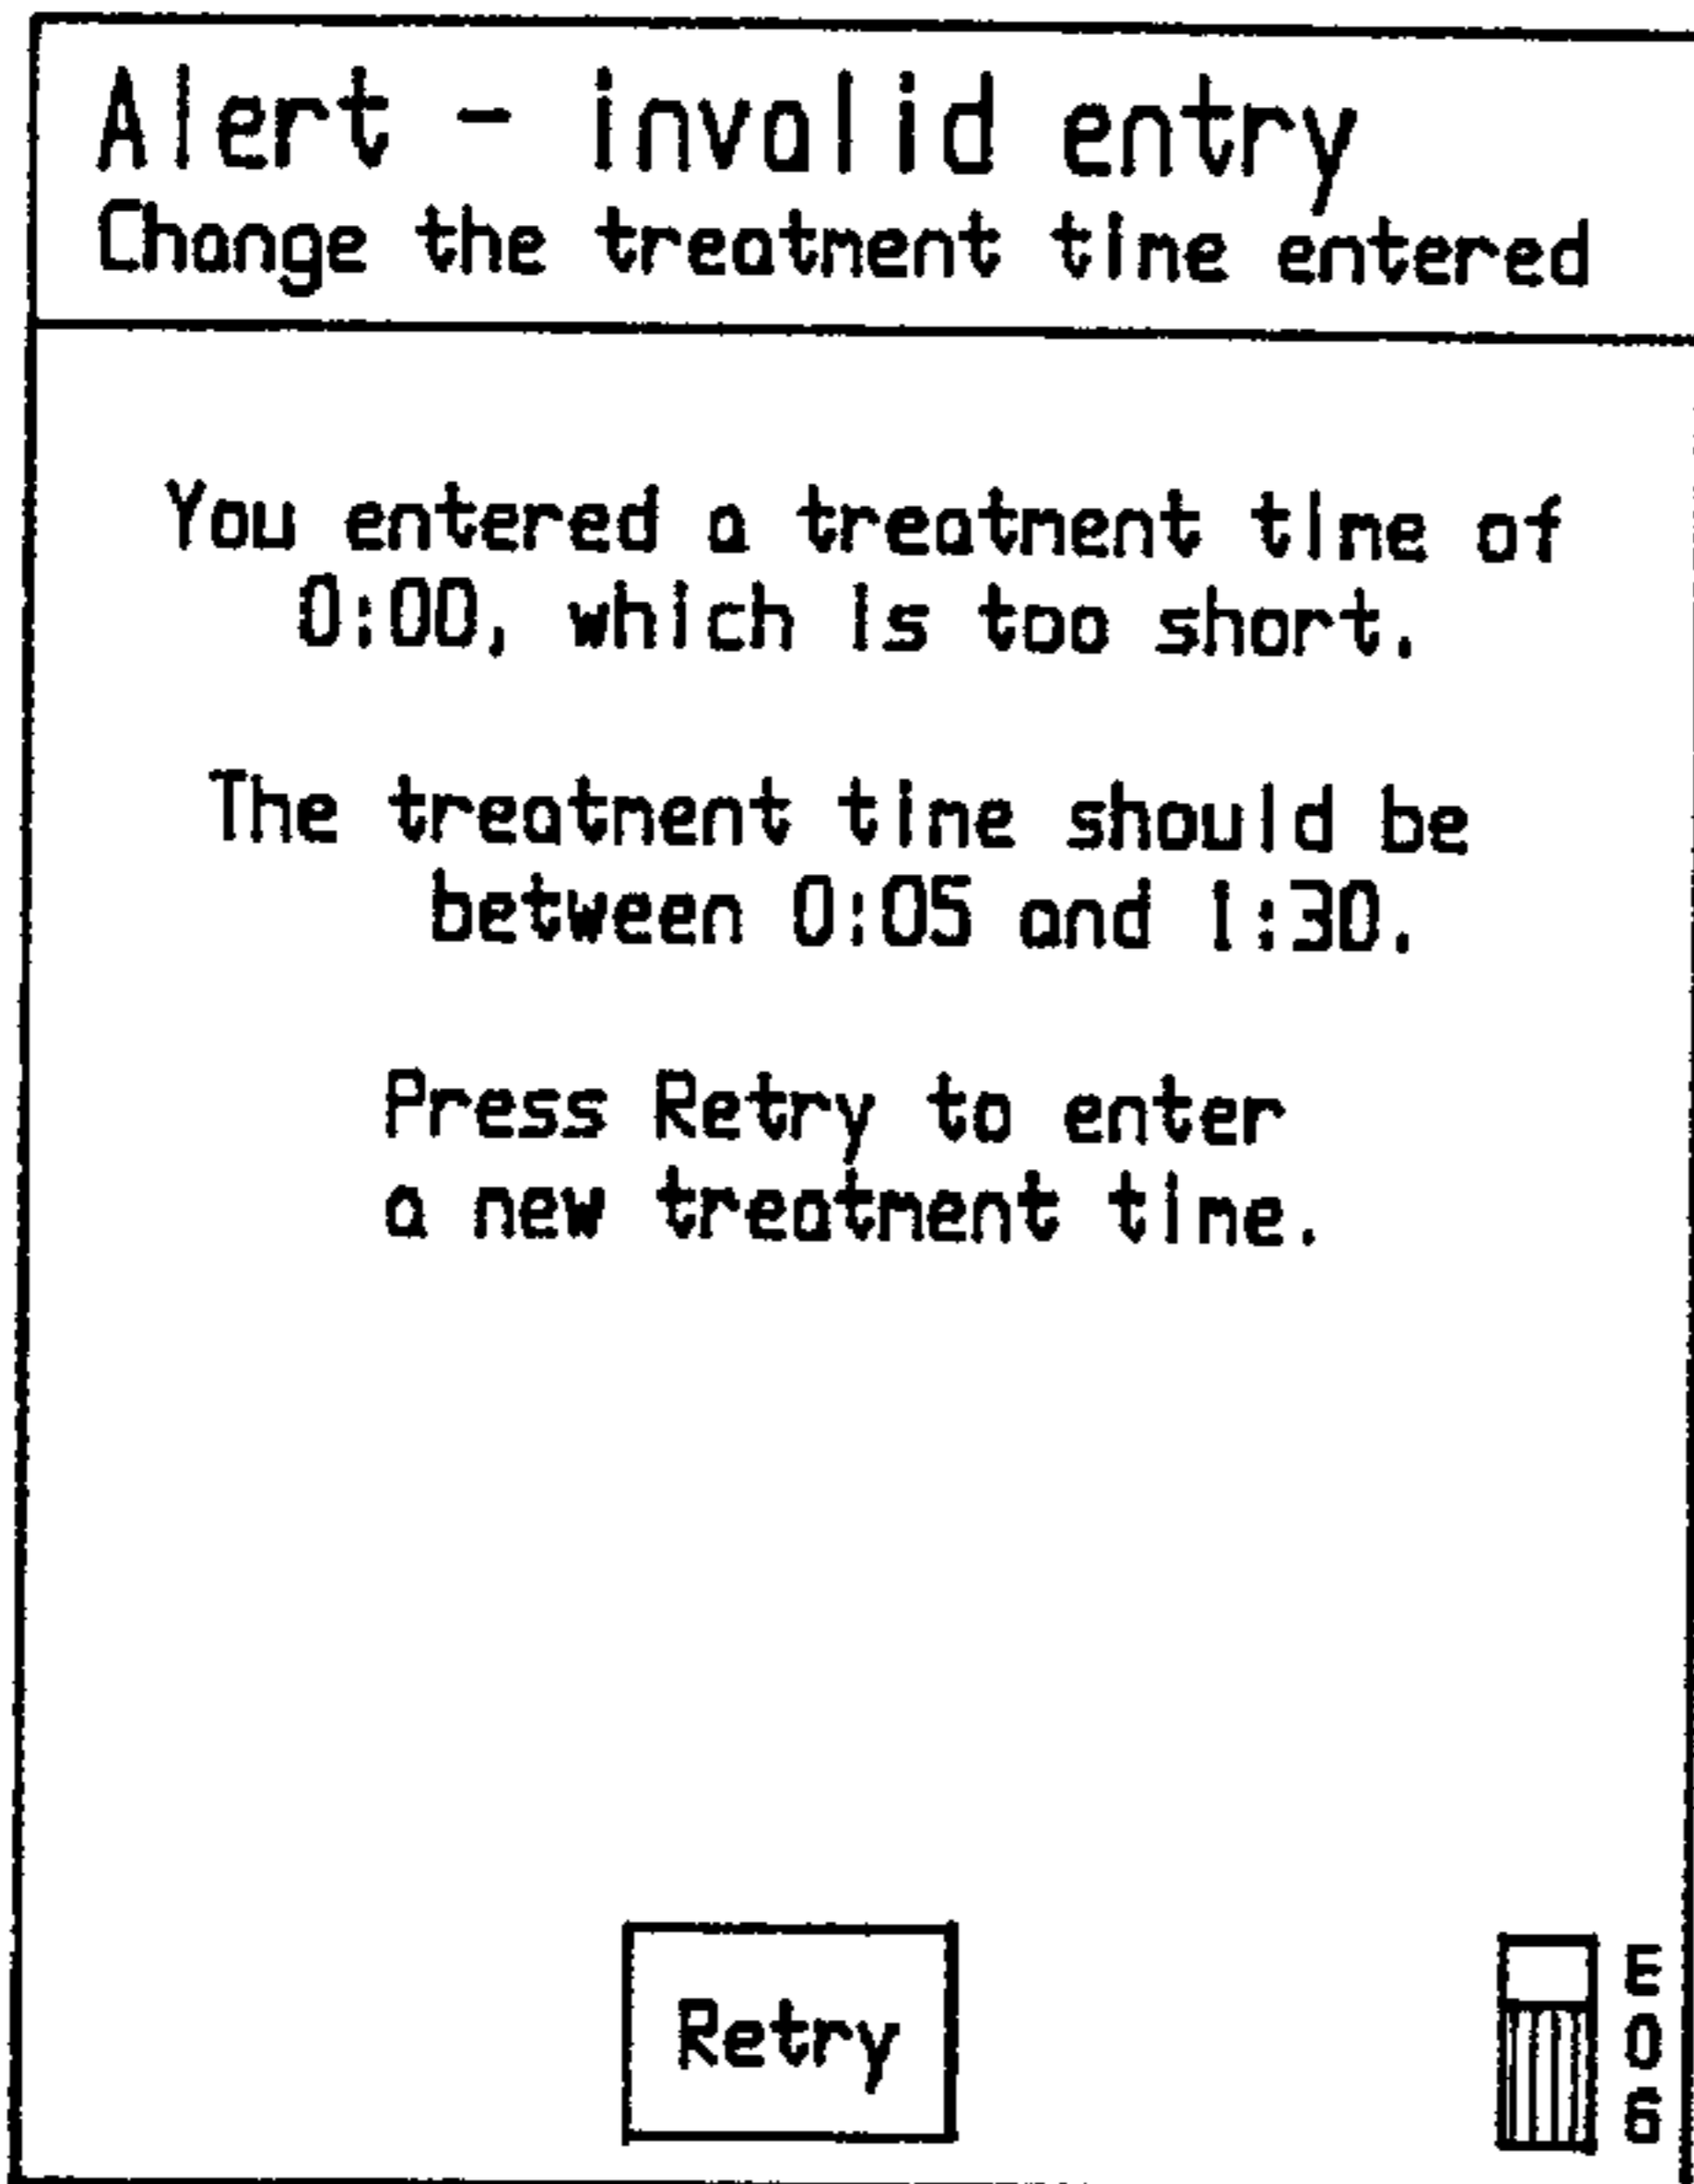 Alert - invalid entry
Change the treatment time entered
You entered a treatment time of
0:00, which is too short.
The treatment time should be
between 0:05 and 1:30.
Press Retry to enter
a new treatment time.
Retry
E06